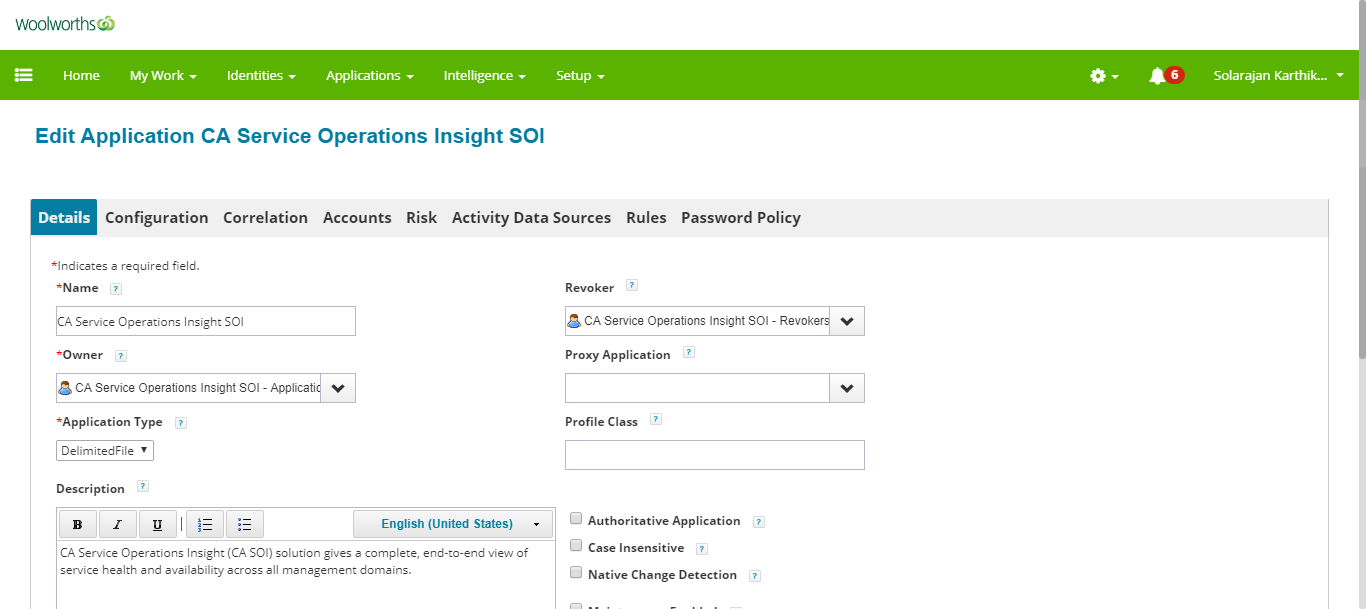 woolworths
Home My Work Identities Applications Intelligence Setup 6 Solarajan Karthik...
Edit Application CA Service Operations Insight SOI
Details Configuration Correlation Accounts Risk Activity Data Sources Rules Password Policy
*Indicates a required field.
*Name ? Revoker ?
CA Service Operations Insight SOI CA Service Operations Insight SOI - Revokers
*Owner ? Proxy Application ?
CA Service Operations Insight SOI - Applicatio
*Application Type ? Profile Class ?
DelimitedFile
Description ?
B I U English (United States) Authoritative Application ?
CA Service Operations Insight (CA SOI) solution gives a complete, end-to-end view of Case Insensitive ?
service health and availability across all management domains. Native Change Detection ?